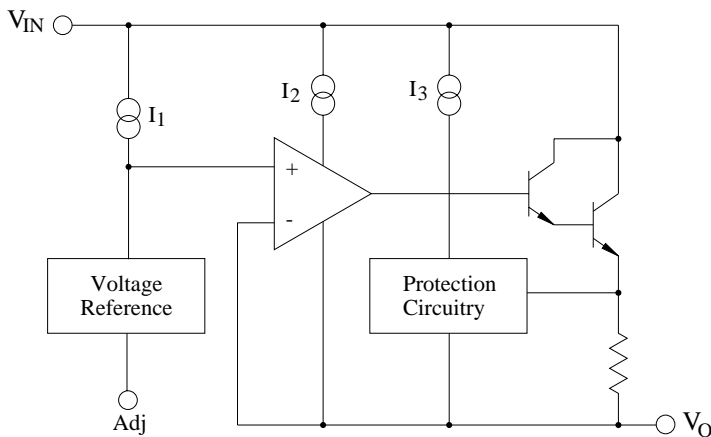 VIN
I1
I2
I3
+
-
Voltage
Reference
Protection
Circuitry
Adj
VO